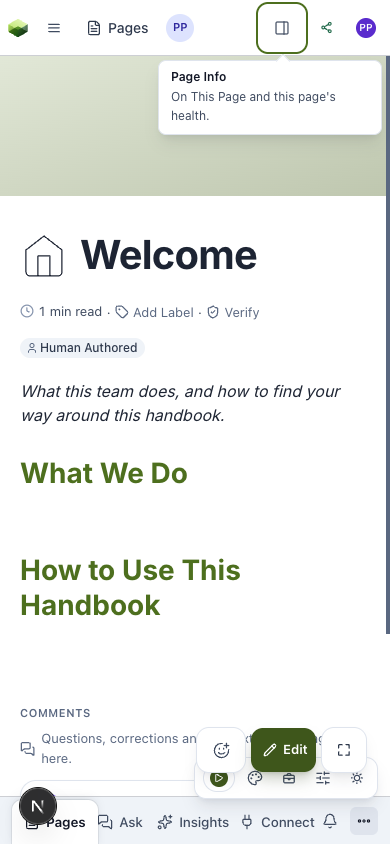 Pages PP PP
Page Info
On This Page and this page's
health.
Welcome
1 min read · Add Label · Verify
Human Authored
What this team does, and how to find your
way around this handbook.
What We Do
How to Use This
Handbook
COMMENTS
Questions, corrections an
here.
Edit
N
Pages Ask Insights Connect